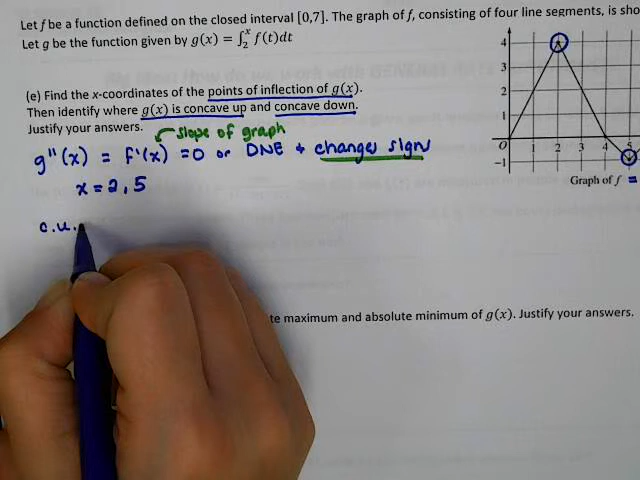 Let f be a function defined on the closed interval [0,7]. The graph of f, consisting of four line segments, is sho
Let g be the function given by g(x) = ∫₂ˣ f(t)dt
(e) Find the x-coordinates of the points of inflection of g(x).
Then identify where g(x) is concave up and concave down.
Justify your answers.
slope of graph
g"(x) = f'(x) = 0 or DNE + changes signs
x = 2, 5
c.u.
4
3
2
1
O 1 2 3 4 5
-1
Graph of f =
te maximum and absolute minimum of g(x). Justify your answers.